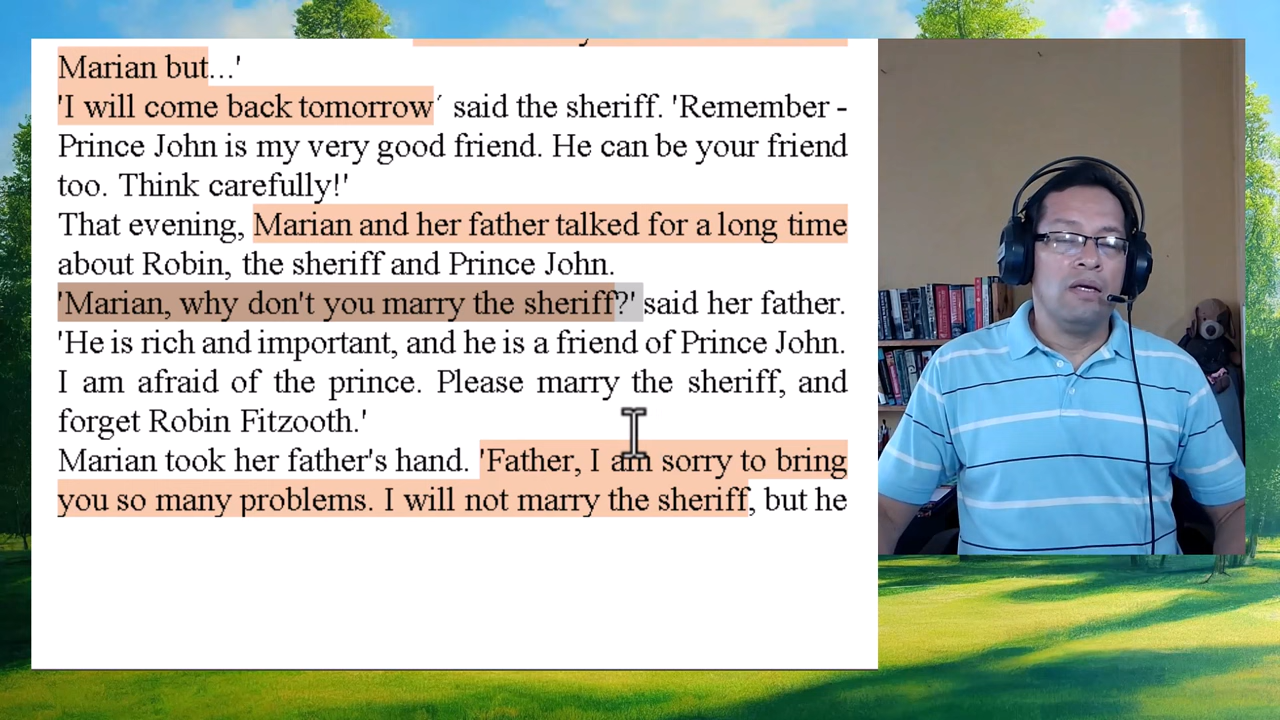 Marian but...'
'I will come back tomorrow´ said the sheriff. 'Remember -
Prince John is my very good friend. He can be your friend
too. Think carefully!'
That evening, Marian and her father talked for a long time
about Robin, the sheriff and Prince John.
'Marian, why don't you marry the sheriff?' said her father.
'He is rich and important, and he is a friend of Prince John.
I am afraid of the prince. Please marry the sheriff, and
forget Robin Fitzooth.'
Marian took her father's hand. 'Father, I am sorry to bring
you so many problems. I will not marry the sheriff, but he